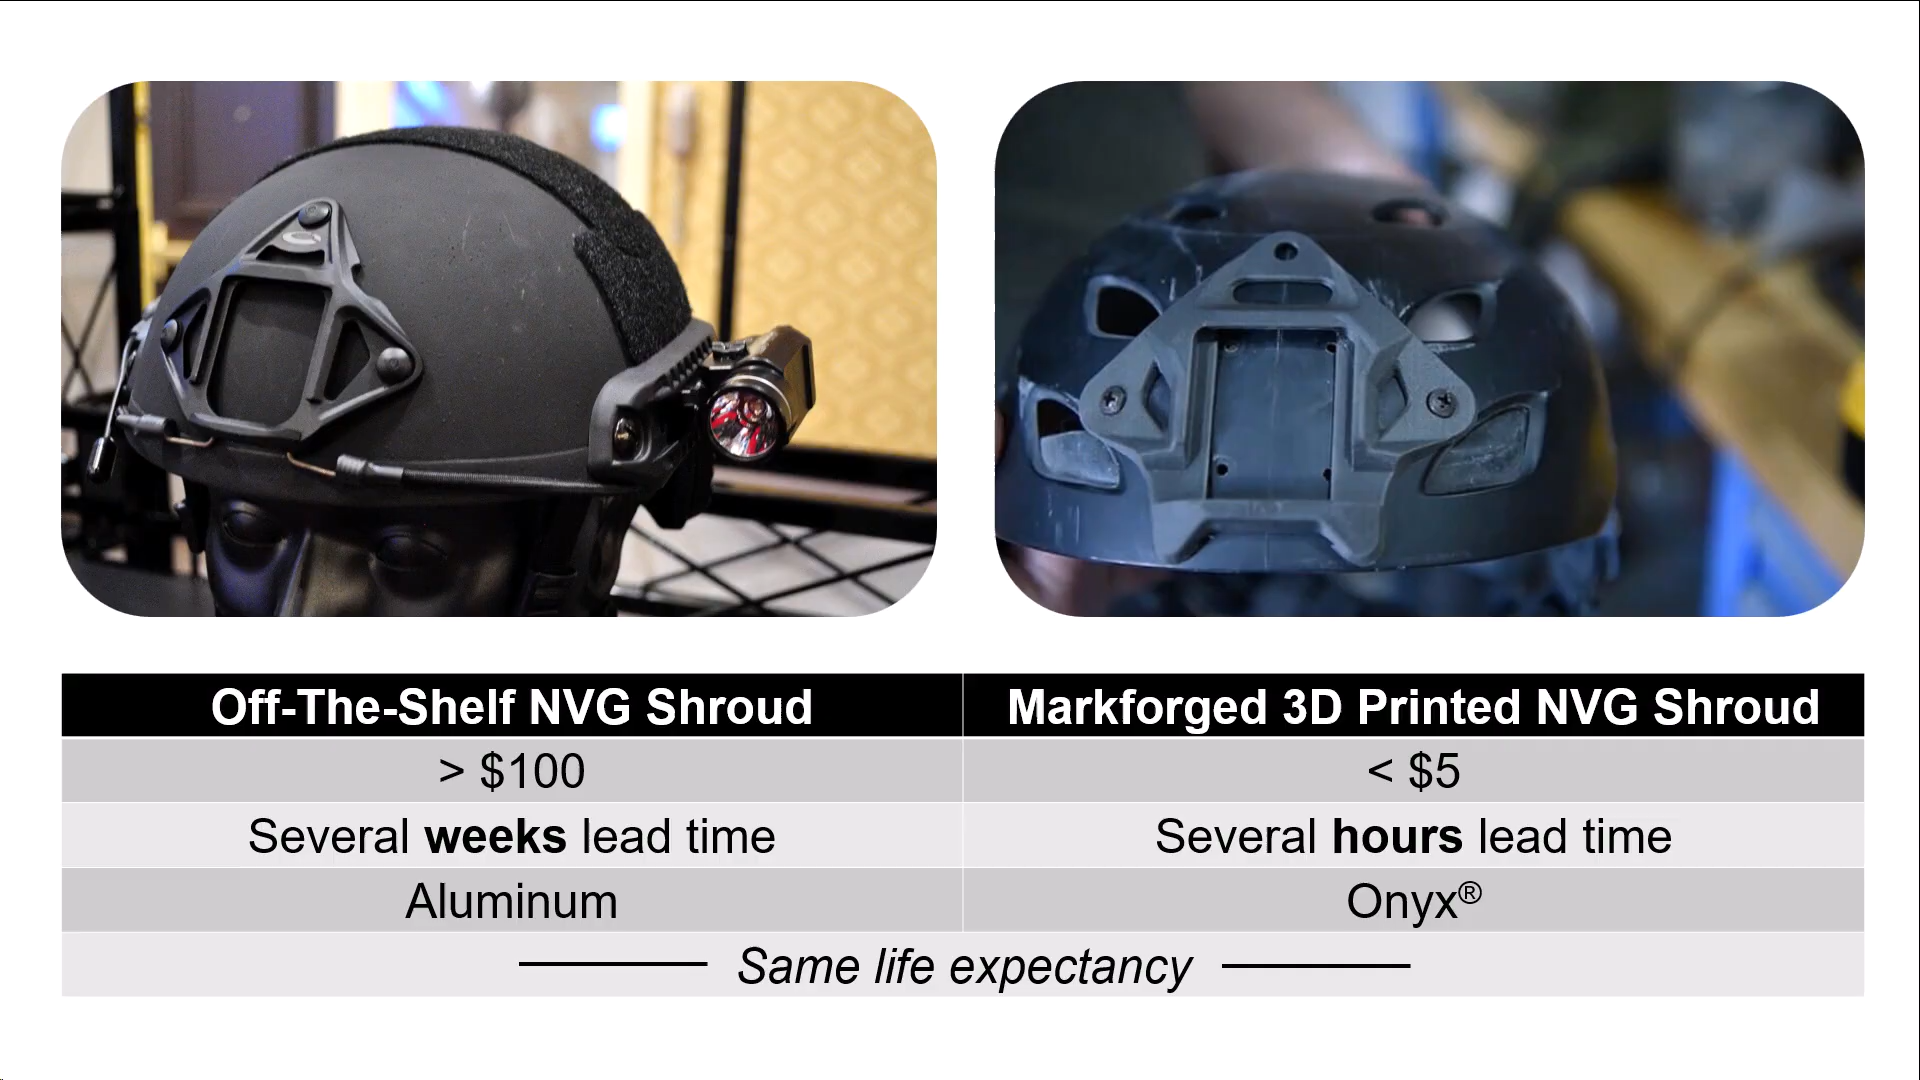 Off-The-Shelf NVG Shroud
Markforged 3D Printed NVG Shroud
> $100
< $5
Several weeks lead time
Several hours lead time
Aluminum
Onyx®
Same life expectancy